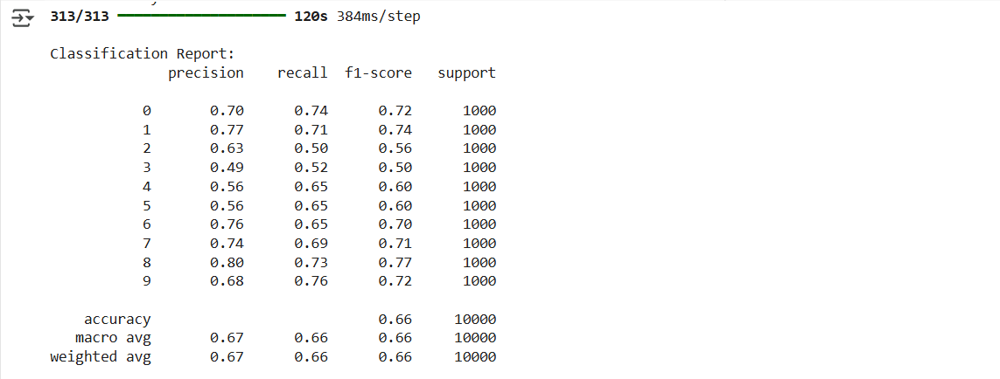 313/313 ━━━━━━━━━━━━━━━━━━━━ 120s 384ms/step
Classification Report:
precision recall f1-score support
0 0.70 0.74 0.72 1000
1 0.77 0.71 0.74 1000
2 0.63 0.50 0.56 1000
3 0.49 0.52 0.50 1000
4 0.56 0.65 0.60 1000
5 0.56 0.65 0.60 1000
6 0.76 0.65 0.70 1000
7 0.74 0.69 0.71 1000
8 0.80 0.73 0.77 1000
9 0.68 0.76 0.72 1000
accuracy 0.66 10000
macro avg 0.67 0.66 0.66 10000
weighted avg 0.67 0.66 0.66 10000